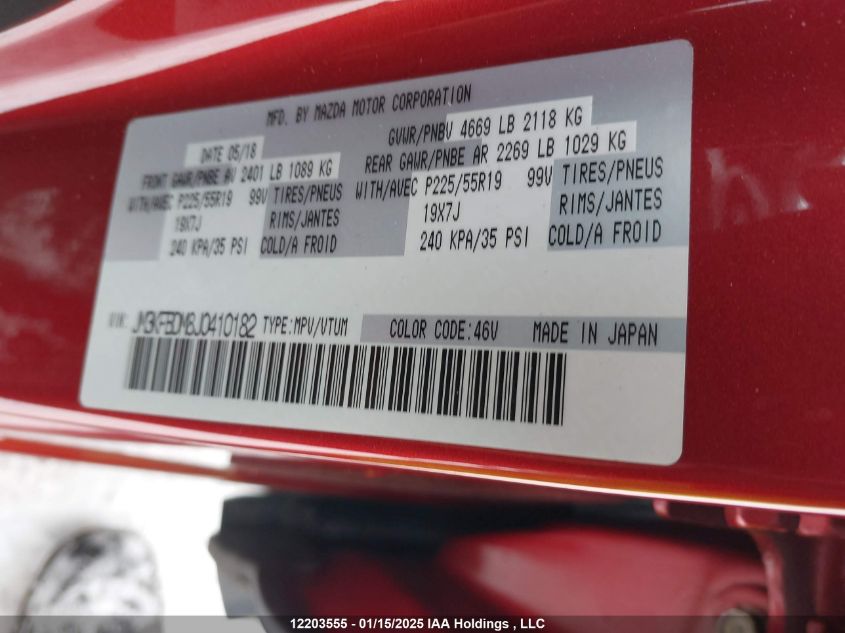 MFD. BY MAZDA MOTOR CORPORATION
DATE 05/18 GVWR/PNBV 4669 LB 2118 KG
FRONT GAWR/PNBE AV 2401 LB 1089 KG REAR GAWR/PNBE AR 2269 LB 1029 KG
WITH/AVEC P225/55R19 99V TIRES/PNEUS WITH/AVEC P225/55R19 99V TIRES/PNEUS
19X7J RIMS/JANTES 19X7J RIMS/JANTES
240 KPA/35 PSI COLD/A FROID 240 KPA/35 PSI COLD/A FROID
VIN: JM3KFBDM8J0410182 TYPE:MPV/VTUM COLOR CODE:46V MADE IN JAPAN
12203555 - 01/15/2025 IAA Holdings , LLC